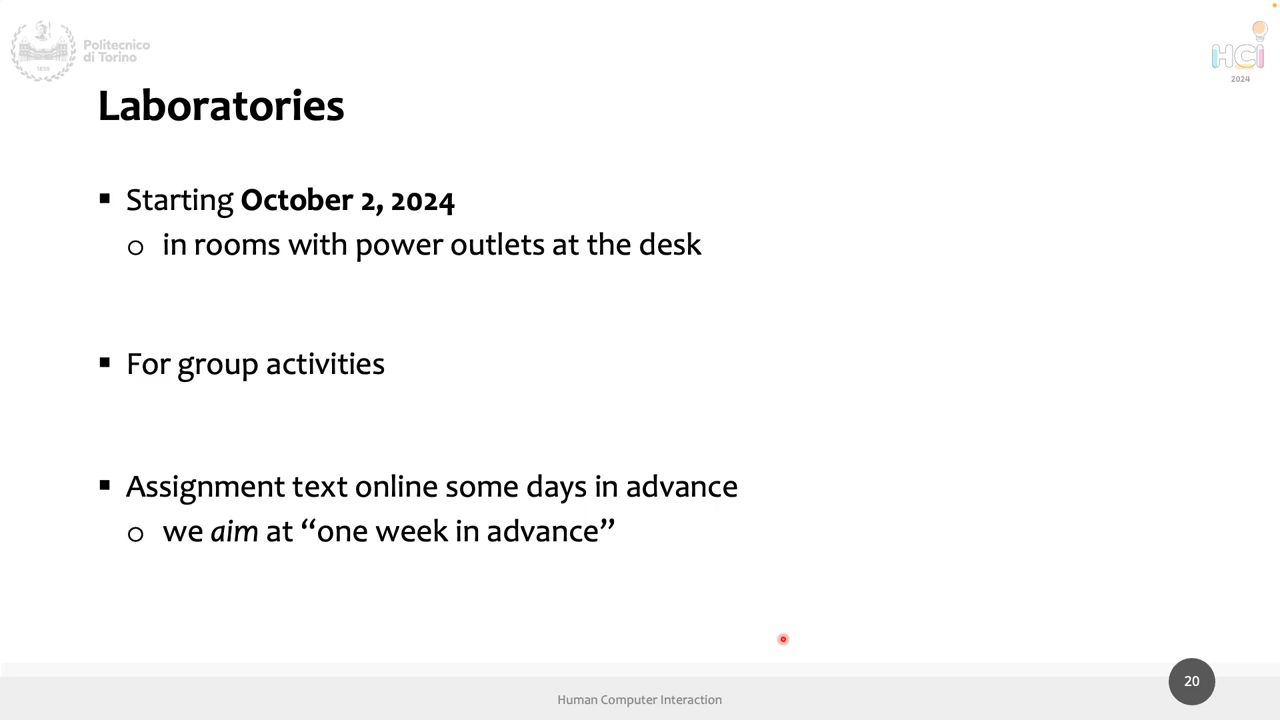 Politecnico
di Torino
1859
HCI
2024
Laboratories
▪ Starting October 2, 2024
o in rooms with power outlets at the desk
▪ For group activities
▪ Assignment text online some days in advance
o we aim at “one week in advance”
Human Computer Interaction
20